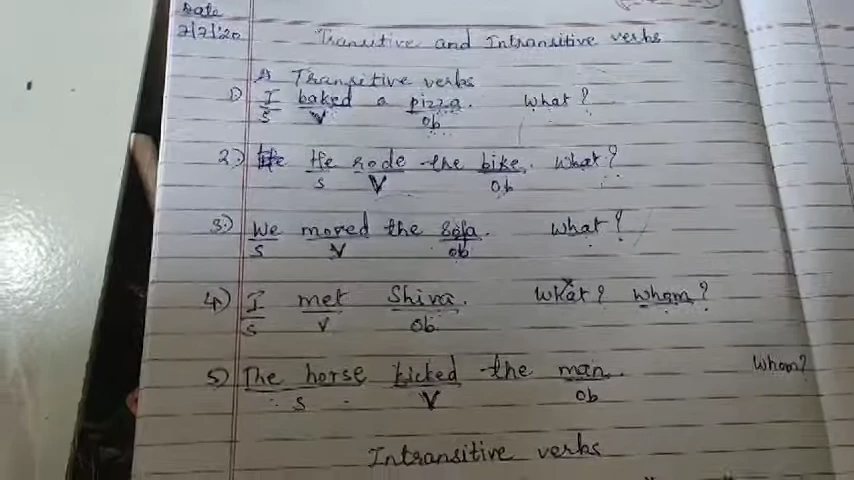 Date
7/7/'20
Transitive and Intransitive verbs
Transitive verbs
1) I baked a pizza. What?
S V Ob
2) He rode the bike. What?
S V Ob
3) We moved the sofa. What?
S V Ob
4) I met Shiva. What? Whom?
S V Ob
5) The horse kicked the man. Whom?
S V Ob
Intransitive verbs